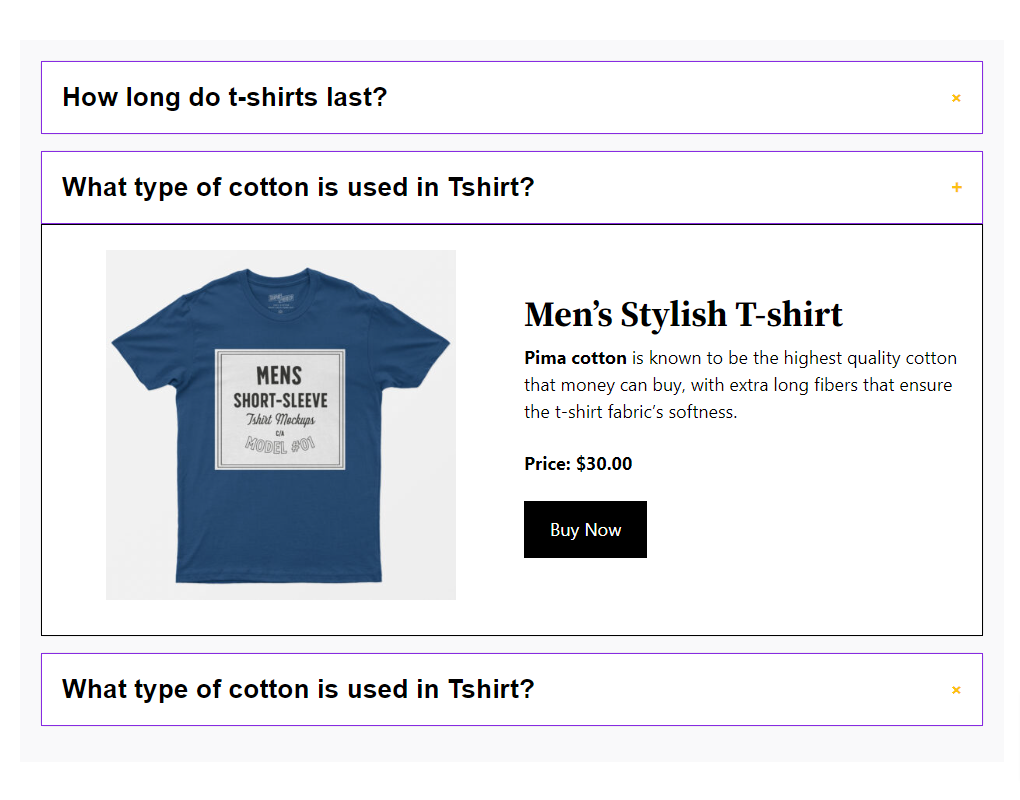 How long do t-shirts last?
What type of cotton is used in Tshirt?
MENS
SHORT-SLEEVE
Tshirt Mockups
C/A
MODEL #01
Men’s Stylish T-shirt
Pima cotton is known to be the highest quality cotton
that money can buy, with extra long fibers that ensure
the t-shirt fabric’s softness.
Price: $30.00
Buy Now
What type of cotton is used in Tshirt?